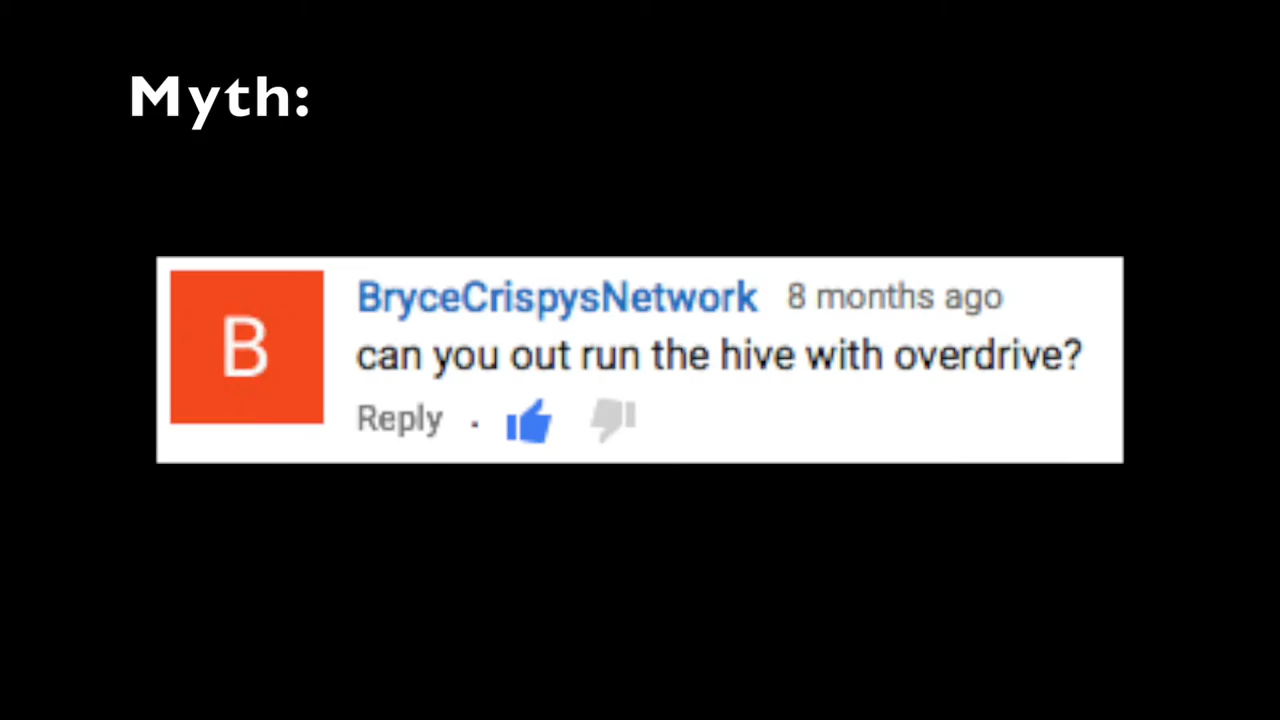 Myth:
B
BryceCrispysNetwork 8 months ago
can you out run the hive with overdrive?
Reply .